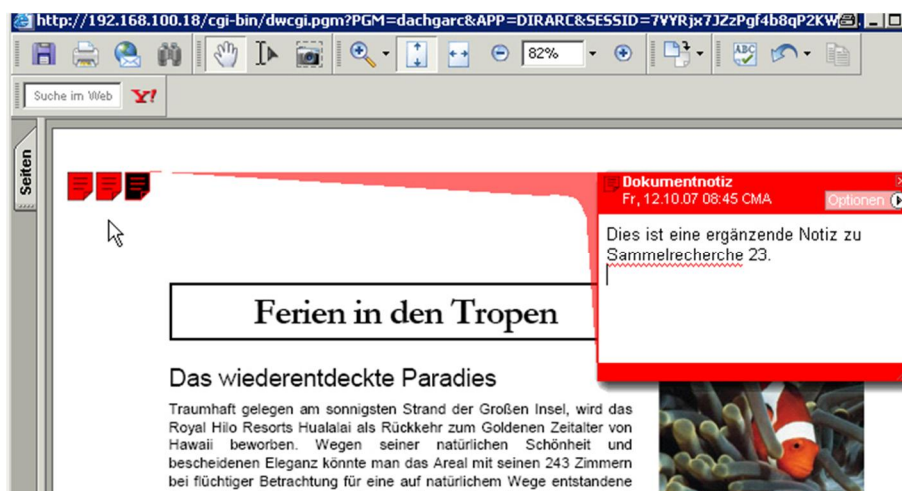 http://192.168.100.18/cgi-bin/dwcgi.pgm?PGM=dachgarc&APP=DIRARC&SESSID=7VYRjx7JZzPgf4b8qP2KW
82%
ABC
Suche im Web Y!
Seiten
Dokumentnotiz
Fr, 12.10.07 08:45 CMA
Optionen
Dies ist eine ergänzende Notiz zu
Sammelrecherche 23.
Ferien in den Tropen
Das wiederentdeckte Paradies
Traumhaft gelegen am sonnigsten Strand der Großen Insel, wird das
Royal Hilo Resorts Hualalai als Rückkehr zum Goldenen Zeitalter von
Hawaii beworben. Wegen seiner natürlichen Schönheit und
bescheidenen Eleganz könnte man das Areal mit seinen 243 Zimmern
bei flüchtiger Betrachtung für eine auf natürlichem Wege entstandene